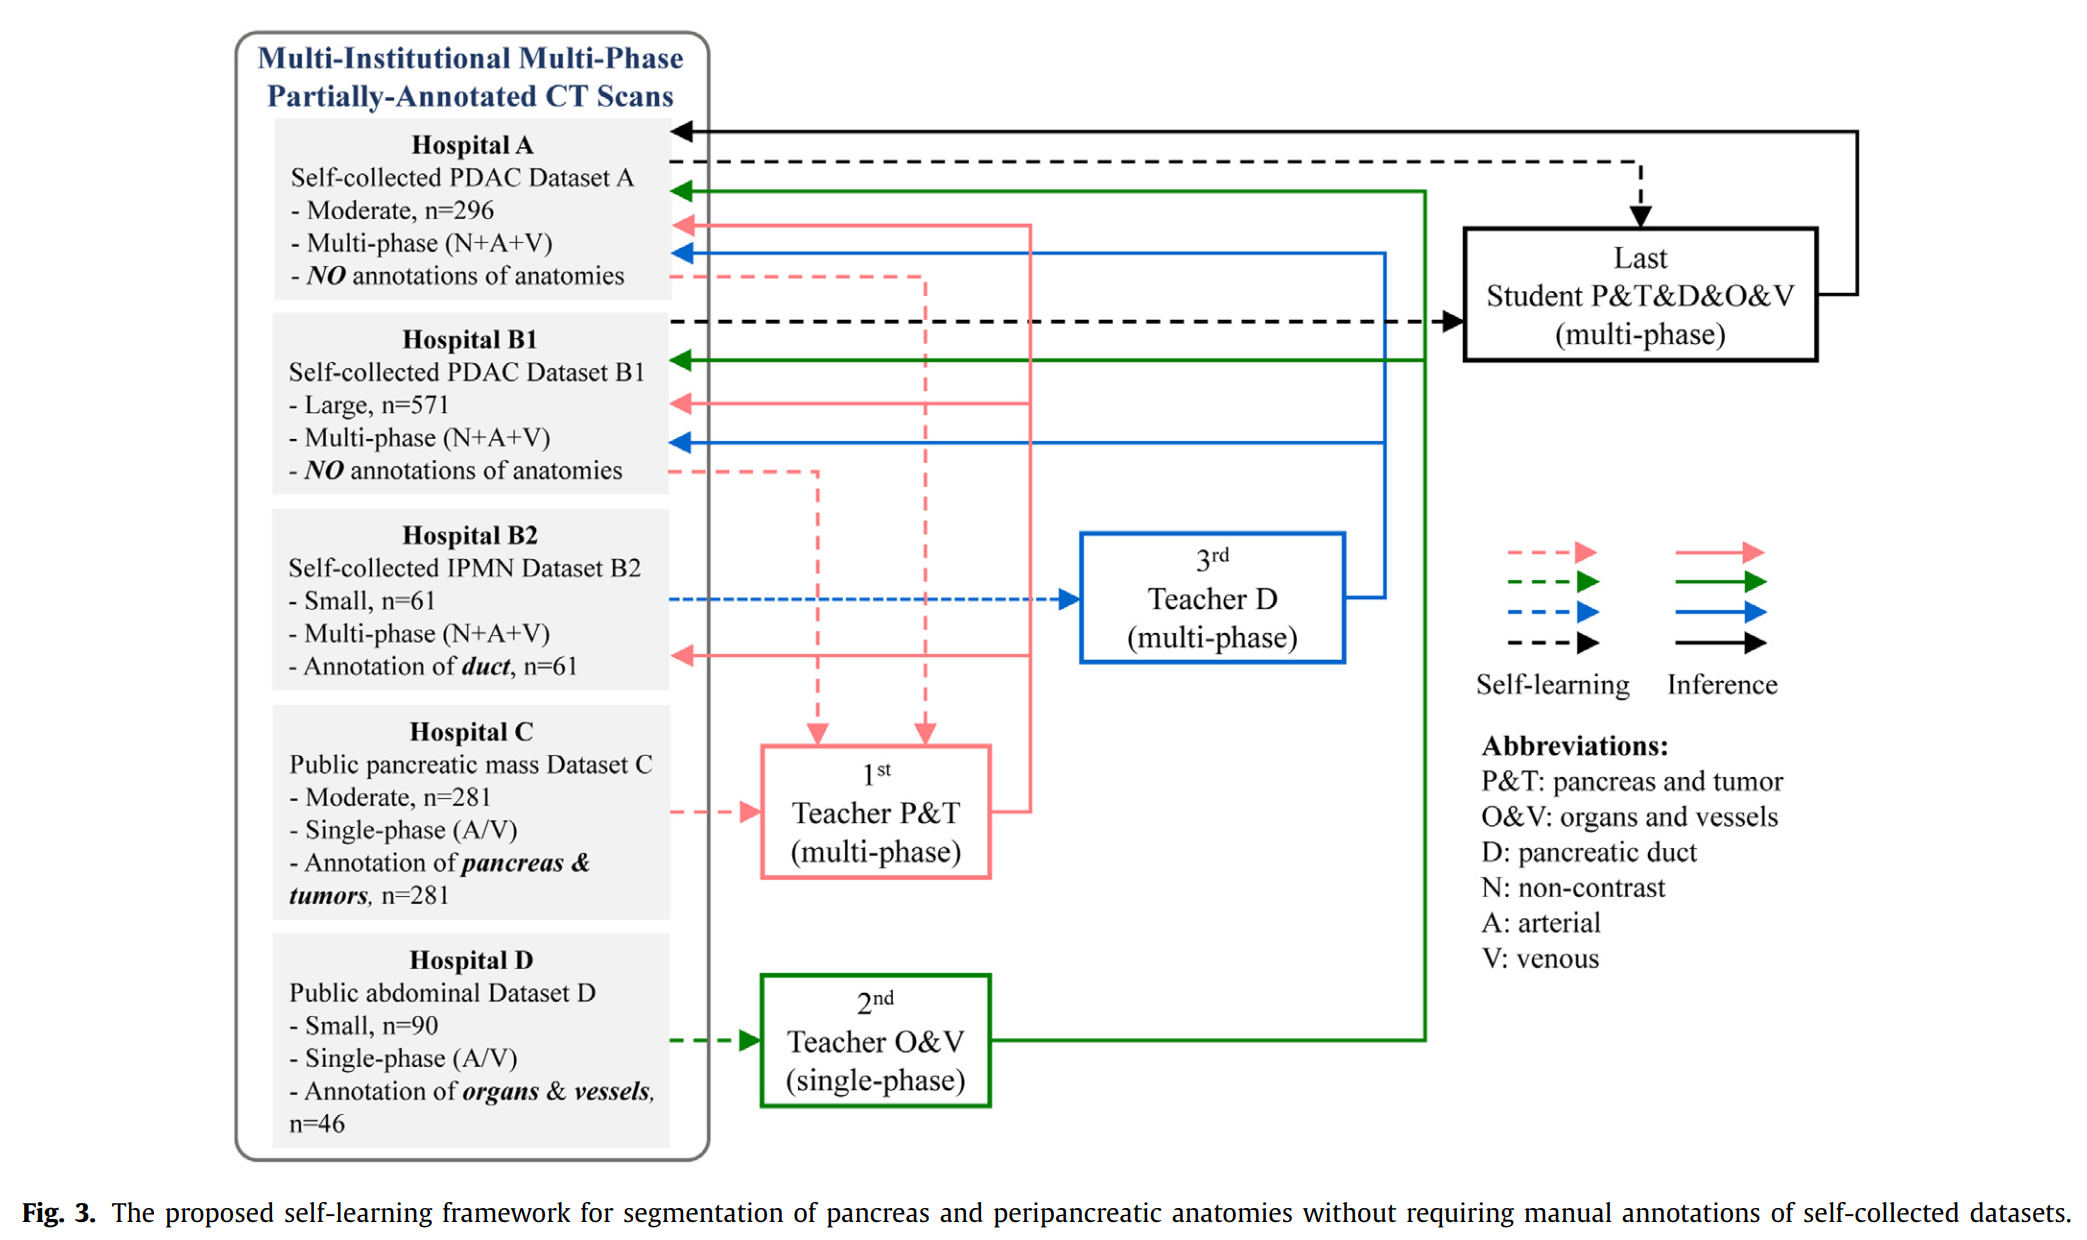 Multi-Institutional Multi-Phase
Partially-Annotated CT Scans
Hospital A
Self-collected PDAC Dataset A
- Moderate, n=296
- Multi-phase (N+A+V)
- NO annotations of anatomies
Hospital B1
Self-collected PDAC Dataset B1
- Large, n=571
- Multi-phase (N+A+V)
- NO annotations of anatomies
Hospital B2
Self-collected IPMN Dataset B2
- Small, n=61
- Multi-phase (N+A+V)
- Annotation of duct, n=61
Hospital C
Public pancreatic mass Dataset C
- Moderate, n=281
- Single-phase (A/V)
- Annotation of pancreas &
tumors, n=281
Hospital D
Public abdominal Dataset D
- Small, n=90
- Single-phase (A/V)
- Annotation of organs & vessels,
n=46
1st
Teacher P&T
(multi-phase)
2nd
Teacher O&V
(single-phase)
3rd
Teacher D
(multi-phase)
Last
Student P&T&D&O&V
(multi-phase)
Self-learning
Inference
Abbreviations:
P&T: pancreas and tumor
O&V: organs and vessels
D: pancreatic duct
N: non-contrast
A: arterial
V: venous
Fig. 3. The proposed self-learning framework for segmentation of pancreas and peripancreatic anatomies without requiring manual annotations of self-collected datasets.